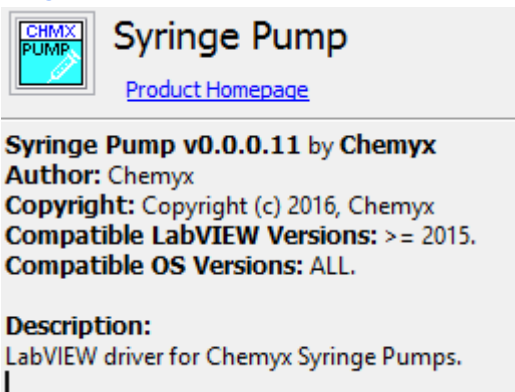 CHMX
PUMP
Syringe Pump
Product Homepage
Syringe Pump v0.0.0.11 by Chemyx
Author: Chemyx
Copyright: Copyright (c) 2016, Chemyx
Compatible LabVIEW Versions: >= 2015.
Compatible OS Versions: ALL.
Description:
LabVIEW driver for Chemyx Syringe Pumps.